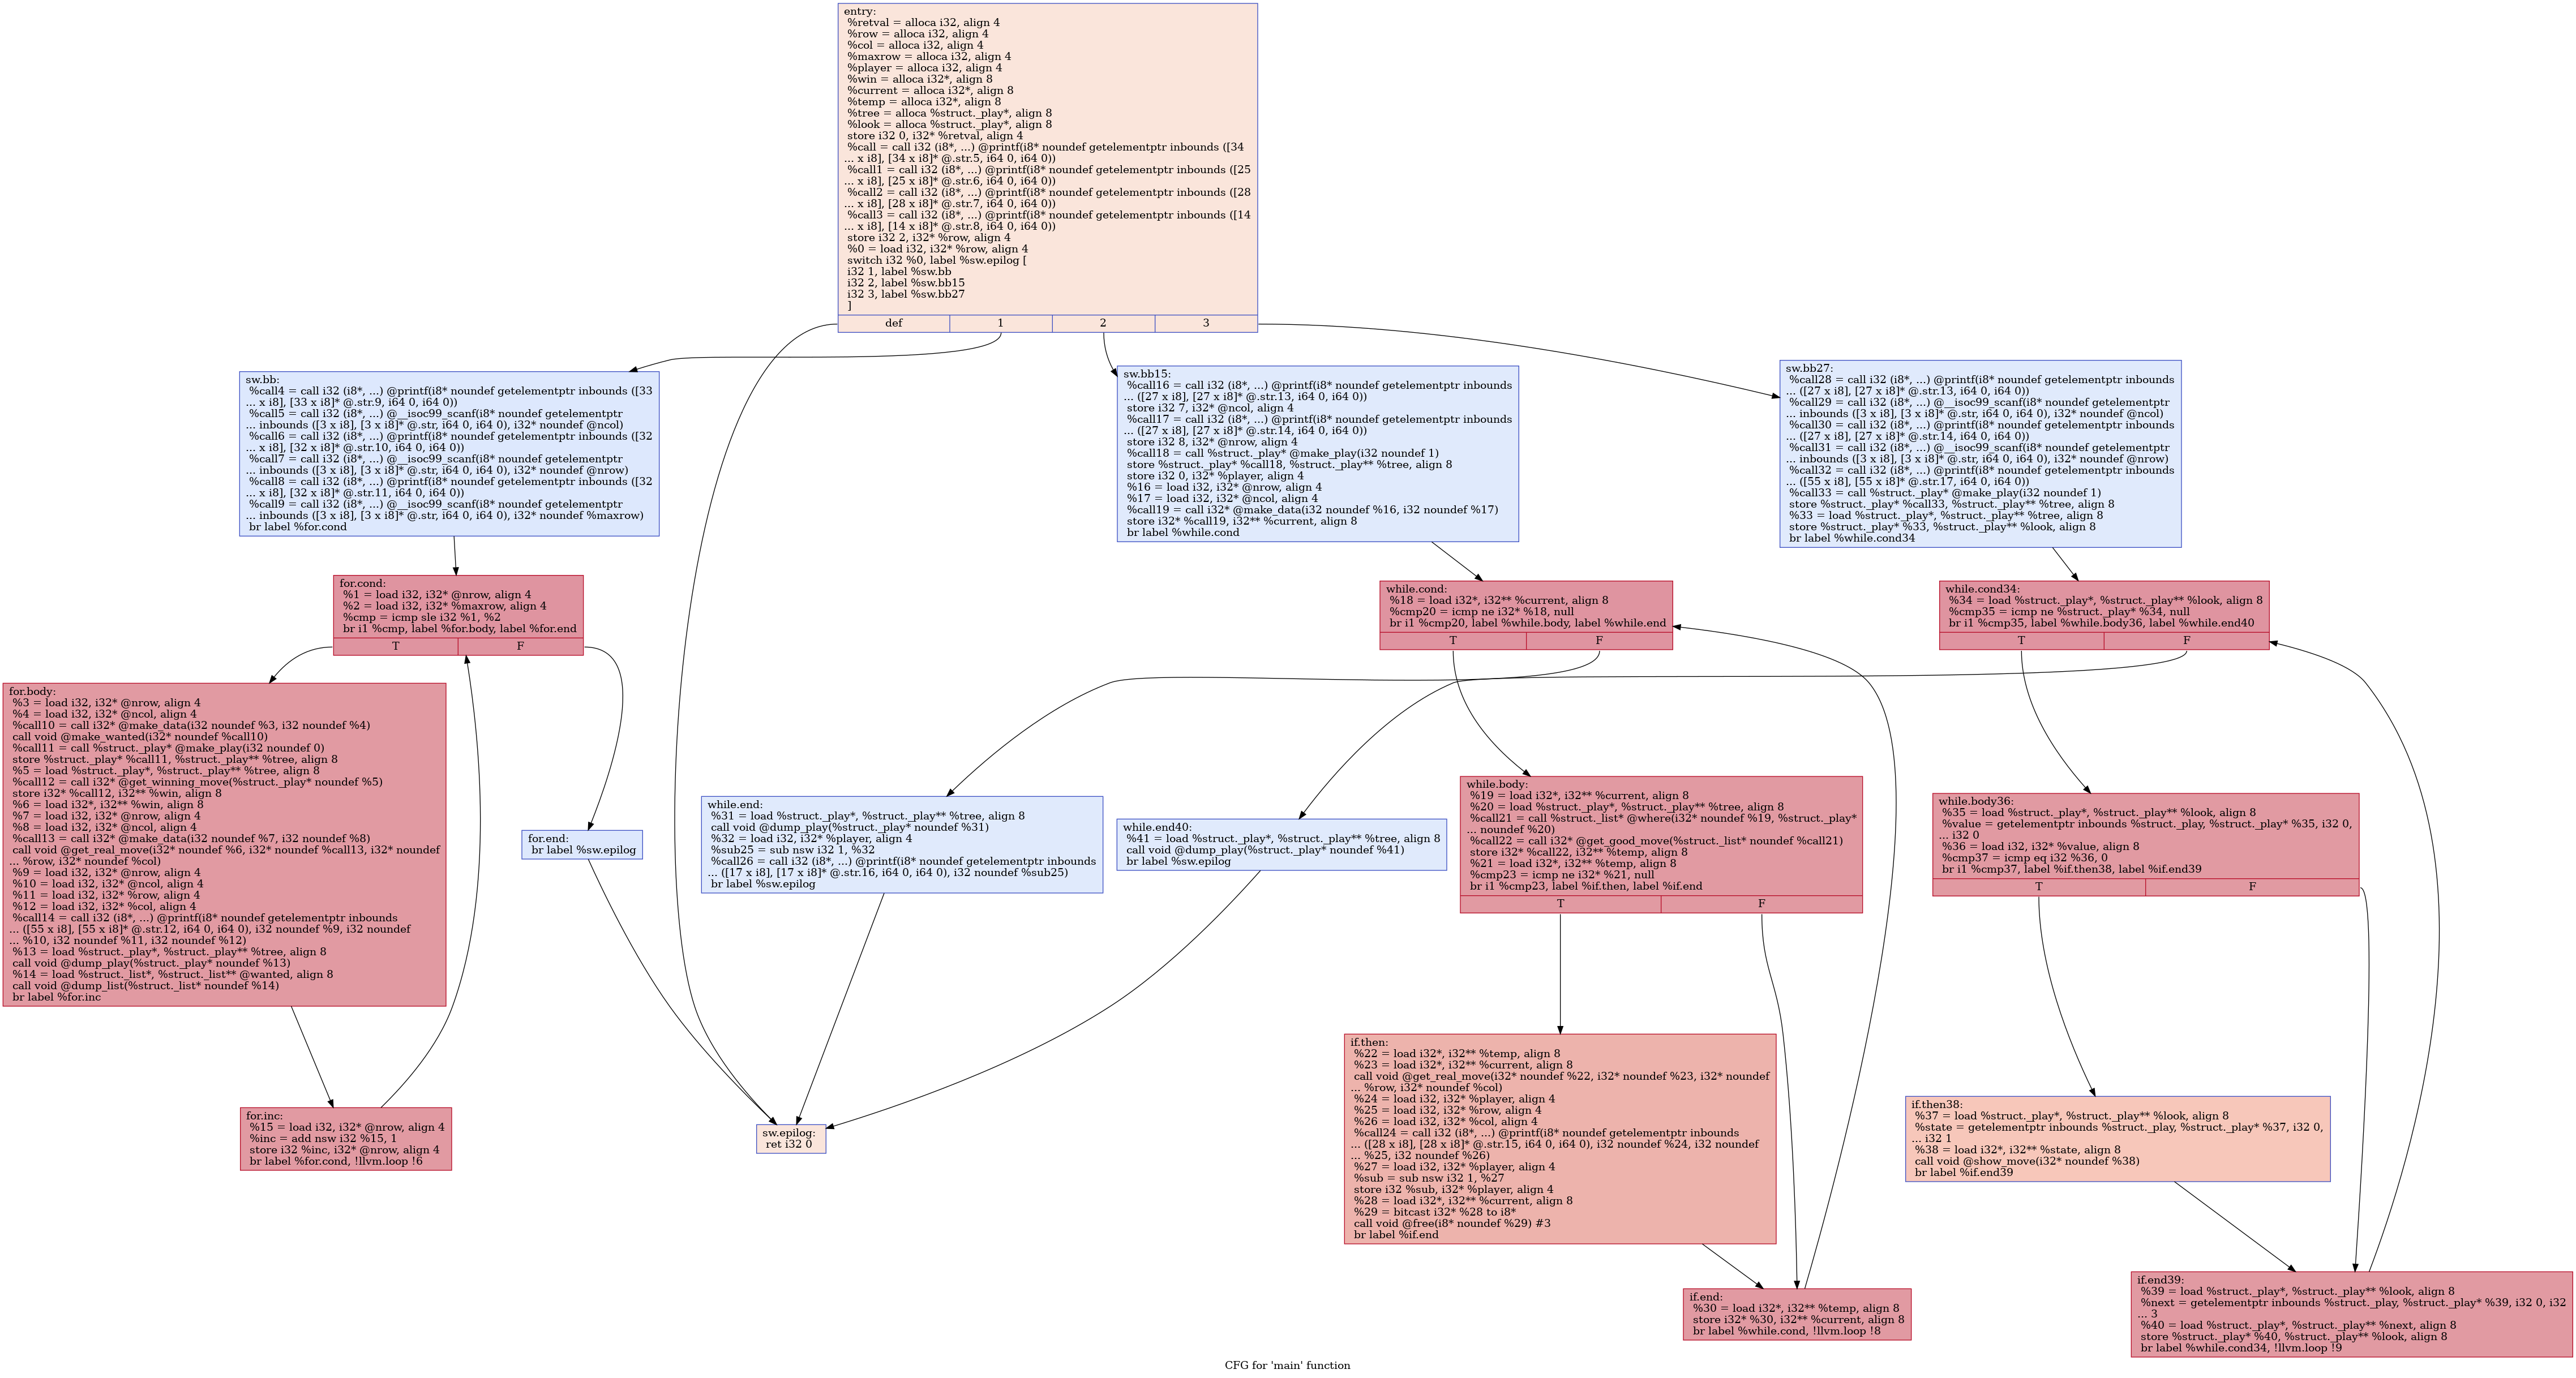 entry:
%retval = alloca i32, align 4
%row = alloca i32, align 4
%col = alloca i32, align 4
%maxrow = alloca i32, align 4
%player = alloca i32, align 4
%win = alloca i32*, align 8
%current = alloca i32*, align 8
%temp = alloca i32*, align 8
%tree = alloca %struct._play*, align 8
%look = alloca %struct._play*, align 8
store i32 0, i32* %retval, align 4
%call = call i32 (i8*, ...) @printf(i8* noundef getelementptr inbounds ([34
... x i8], [34 x i8]* @.str.5, i64 0, i64 0))
%call1 = call i32 (i8*, ...) @printf(i8* noundef getelementptr inbounds ([25
... x i8], [25 x i8]* @.str.6, i64 0, i64 0))
%call2 = call i32 (i8*, ...) @printf(i8* noundef getelementptr inbounds ([28
... x i8], [28 x i8]* @.str.7, i64 0, i64 0))
%call3 = call i32 (i8*, ...) @printf(i8* noundef getelementptr inbounds ([14
... x i8], [14 x i8]* @.str.8, i64 0, i64 0))
store i32 2, i32* %row, align 4
%0 = load i32, i32* %row, align 4
switch i32 %0, label %sw.epilog [
i32 1, label %sw.bb
i32 2, label %sw.bb15
i32 3, label %sw.bb27
]
def 1 2 3
sw.bb:
%call4 = call i32 (i8*, ...) @printf(i8* noundef getelementptr inbounds ([33
... x i8], [33 x i8]* @.str.9, i64 0, i64 0))
%call5 = call i32 (i8*, ...) @__isoc99_scanf(i8* noundef getelementptr
... inbounds ([3 x i8], [3 x i8]* @.str, i64 0, i64 0), i32* noundef @ncol)
%call6 = call i32 (i8*, ...) @printf(i8* noundef getelementptr inbounds ([32
... x i8], [32 x i8]* @.str.10, i64 0, i64 0))
%call7 = call i32 (i8*, ...) @__isoc99_scanf(i8* noundef getelementptr
... inbounds ([3 x i8], [3 x i8]* @.str, i64 0, i64 0), i32* noundef @nrow)
%call8 = call i32 (i8*, ...) @printf(i8* noundef getelementptr inbounds ([32
... x i8], [32 x i8]* @.str.11, i64 0, i64 0))
%call9 = call i32 (i8*, ...) @__isoc99_scanf(i8* noundef getelementptr
... inbounds ([3 x i8], [3 x i8]* @.str, i64 0, i64 0), i32* noundef %maxrow)
br label %for.cond
sw.bb15:
%call16 = call i32 (i8*, ...) @printf(i8* noundef getelementptr inbounds
... ([27 x i8], [27 x i8]* @.str.13, i64 0, i64 0))
store i32 7, i32* @ncol, align 4
%call17 = call i32 (i8*, ...) @printf(i8* noundef getelementptr inbounds
... ([27 x i8], [27 x i8]* @.str.14, i64 0, i64 0))
store i32 8, i32* @nrow, align 4
%call18 = call %struct._play* @make_play(i32 noundef 1)
store %struct._play* %call18, %struct._play** %tree, align 8
store i32 0, i32* %player, align 4
%16 = load i32, i32* @nrow, align 4
%17 = load i32, i32* @ncol, align 4
%call19 = call i32* @make_data(i32 noundef %16, i32 noundef %17)
store i32* %call19, i32** %current, align 8
br label %while.cond
sw.bb27:
%call28 = call i32 (i8*, ...) @printf(i8* noundef getelementptr inbounds
... ([27 x i8], [27 x i8]* @.str.13, i64 0, i64 0))
%call29 = call i32 (i8*, ...) @__isoc99_scanf(i8* noundef getelementptr
... inbounds ([3 x i8], [3 x i8]* @.str, i64 0, i64 0), i32* noundef @ncol)
%call30 = call i32 (i8*, ...) @printf(i8* noundef getelementptr inbounds
... ([27 x i8], [27 x i8]* @.str.14, i64 0, i64 0))
%call31 = call i32 (i8*, ...) @__isoc99_scanf(i8* noundef getelementptr
... inbounds ([3 x i8], [3 x i8]* @.str, i64 0, i64 0), i32* noundef @nrow)
%call32 = call i32 (i8*, ...) @printf(i8* noundef getelementptr inbounds
... ([55 x i8], [55 x i8]* @.str.17, i64 0, i64 0))
%call33 = call %struct._play* @make_play(i32 noundef 1)
store %struct._play* %call33, %struct._play** %tree, align 8
%33 = load %struct._play*, %struct._play** %tree, align 8
store %struct._play* %33, %struct._play** %look, align 8
br label %while.cond34
for.cond:
%1 = load i32, i32* @nrow, align 4
%2 = load i32, i32* %maxrow, align 4
%cmp = icmp sle i32 %1, %2
br i1 %cmp, label %for.body, label %for.end
T F
while.cond:
%18 = load i32*, i32** %current, align 8
%cmp20 = icmp ne i32* %18, null
br i1 %cmp20, label %while.body, label %while.end
T F
while.cond34:
%34 = load %struct._play*, %struct._play** %look, align 8
%cmp35 = icmp ne %struct._play* %34, null
br i1 %cmp35, label %while.body36, label %while.end40
T F
for.body:
%3 = load i32, i32* @nrow, align 4
%4 = load i32, i32* @ncol, align 4
%call10 = call i32* @make_data(i32 noundef %3, i32 noundef %4)
call void @make_wanted(i32* noundef %call10)
%call11 = call %struct._play* @make_play(i32 noundef 0)
store %struct._play* %call11, %struct._play** %tree, align 8
%5 = load %struct._play*, %struct._play** %tree, align 8
%call12 = call i32* @get_winning_move(%struct._play* noundef %5)
store i32* %call12, i32** %win, align 8
%6 = load i32*, i32** %win, align 8
%7 = load i32, i32* @nrow, align 4
%8 = load i32, i32* @ncol, align 4
%call13 = call i32* @make_data(i32 noundef %7, i32 noundef %8)
call void @get_real_move(i32* noundef %6, i32* noundef %call13, i32* noundef
... %row, i32* noundef %col)
%9 = load i32, i32* @nrow, align 4
%10 = load i32, i32* @ncol, align 4
%11 = load i32, i32* %row, align 4
%12 = load i32, i32* %col, align 4
%call14 = call i32 (i8*, ...) @printf(i8* noundef getelementptr inbounds
... ([55 x i8], [55 x i8]* @.str.12, i64 0, i64 0), i32 noundef %9, i32 noundef
... %10, i32 noundef %11, i32 noundef %12)
%13 = load %struct._play*, %struct._play** %tree, align 8
call void @dump_play(%struct._play* noundef %13)
%14 = load %struct._list*, %struct._list** @wanted, align 8
call void @dump_list(%struct._list* noundef %14)
br label %for.inc
for.end:
br label %sw.epilog
while.end:
%31 = load %struct._play*, %struct._play** %tree, align 8
call void @dump_play(%struct._play* noundef %31)
%32 = load i32, i32* %player, align 4
%sub25 = sub nsw i32 1, %32
%call26 = call i32 (i8*, ...) @printf(i8* noundef getelementptr inbounds
... ([17 x i8], [17 x i8]* @.str.16, i64 0, i64 0), i32 noundef %sub25)
br label %sw.epilog
while.end40:
%41 = load %struct._play*, %struct._play** %tree, align 8
call void @dump_play(%struct._play* noundef %41)
br label %sw.epilog
while.body:
%19 = load i32*, i32** %current, align 8
%20 = load %struct._play*, %struct._play** %tree, align 8
%call21 = call %struct._list* @where(i32* noundef %19, %struct._play*
... noundef %20)
%call22 = call i32* @get_good_move(%struct._list* noundef %call21)
store i32* %call22, i32** %temp, align 8
%21 = load i32*, i32** %temp, align 8
%cmp23 = icmp ne i32* %21, null
br i1 %cmp23, label %if.then, label %if.end
T F
while.body36:
%35 = load %struct._play*, %struct._play** %look, align 8
%value = getelementptr inbounds %struct._play, %struct._play* %35, i32 0,
... i32 0
%36 = load i32, i32* %value, align 8
%cmp37 = icmp eq i32 %36, 0
br i1 %cmp37, label %if.then38, label %if.end39
T F
if.then:
%22 = load i32*, i32** %temp, align 8
%23 = load i32*, i32** %current, align 8
call void @get_real_move(i32* noundef %22, i32* noundef %23, i32* noundef
... %row, i32* noundef %col)
%24 = load i32, i32* %player, align 4
%25 = load i32, i32* %row, align 4
%26 = load i32, i32* %col, align 4
%call24 = call i32 (i8*, ...) @printf(i8* noundef getelementptr inbounds
... ([28 x i8], [28 x i8]* @.str.15, i64 0, i64 0), i32 noundef %24, i32 noundef
... %25, i32 noundef %26)
%27 = load i32, i32* %player, align 4
%sub = sub nsw i32 1, %27
store i32 %sub, i32* %player, align 4
%28 = load i32*, i32** %current, align 8
%29 = bitcast i32* %28 to i8*
call void @free(i8* noundef %29) #3
br label %if.end
for.inc:
%15 = load i32, i32* @nrow, align 4
%inc = add nsw i32 %15, 1
store i32 %inc, i32* @nrow, align 4
br label %for.cond, !llvm.loop !6
sw.epilog:
ret i32 0
if.then38:
%37 = load %struct._play*, %struct._play** %look, align 8
%state = getelementptr inbounds %struct._play, %struct._play* %37, i32 0,
... i32 1
%38 = load i32*, i32** %state, align 8
call void @show_move(i32* noundef %38)
br label %if.end39
if.end:
%30 = load i32*, i32** %temp, align 8
store i32* %30, i32** %current, align 8
br label %while.cond, !llvm.loop !8
if.end39:
%39 = load %struct._play*, %struct._play** %look, align 8
%next = getelementptr inbounds %struct._play, %struct._play* %39, i32 0, i32
... 3
%40 = load %struct._play*, %struct._play** %next, align 8
store %struct._play* %40, %struct._play** %look, align 8
br label %while.cond34, !llvm.loop !9
CFG for 'main' function